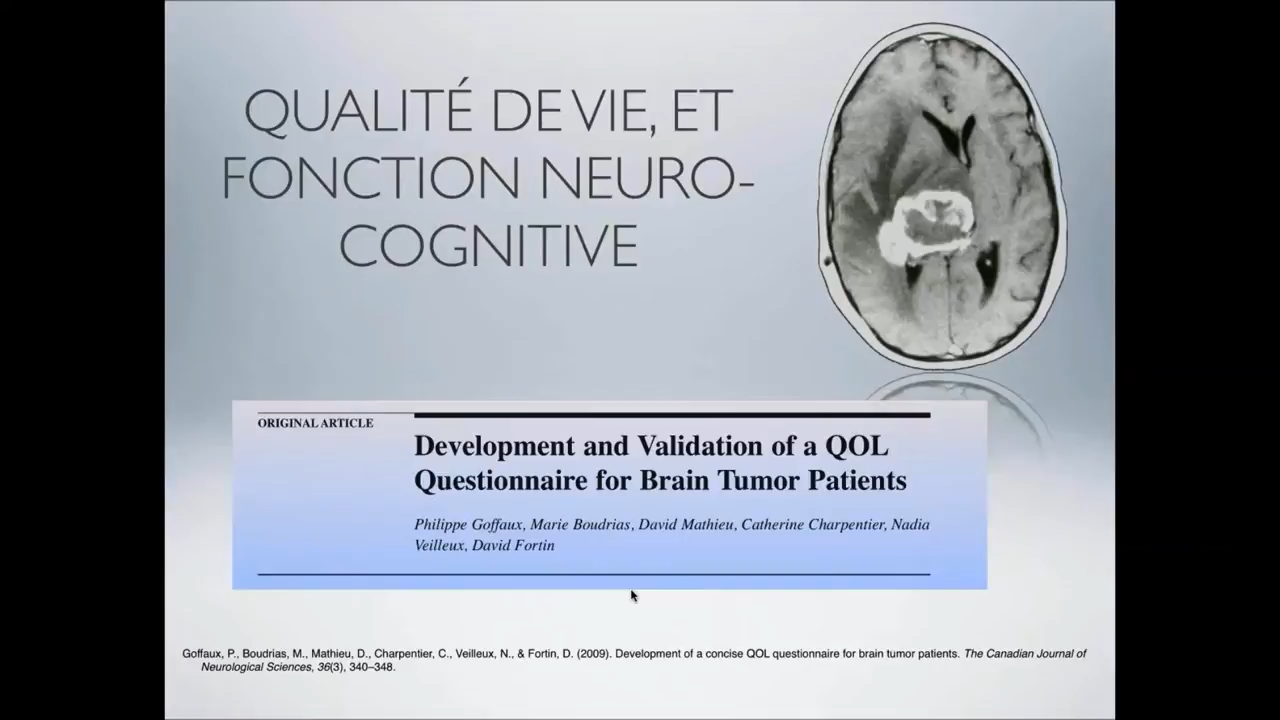 QUALITÉ DE VIE, ET
FONCTION NEURO-
COGNITIVE
ORIGINAL ARTICLE
Development and Validation of a QOL
Questionnaire for Brain Tumor Patients
Philippe Goffaux, Marie Boudrias, David Mathieu, Catherine Charpentier, Nadia
Veilleux, David Fortin
Goffaux, P., Boudrias, M., Mathieu, D., Charpentier, C., Veilleux, N., & Fortin, D. (2009). Development of a concise QOL questionnaire for brain tumor patients. The Canadian Journal of
Neurological Sciences, 36(3), 340–348.